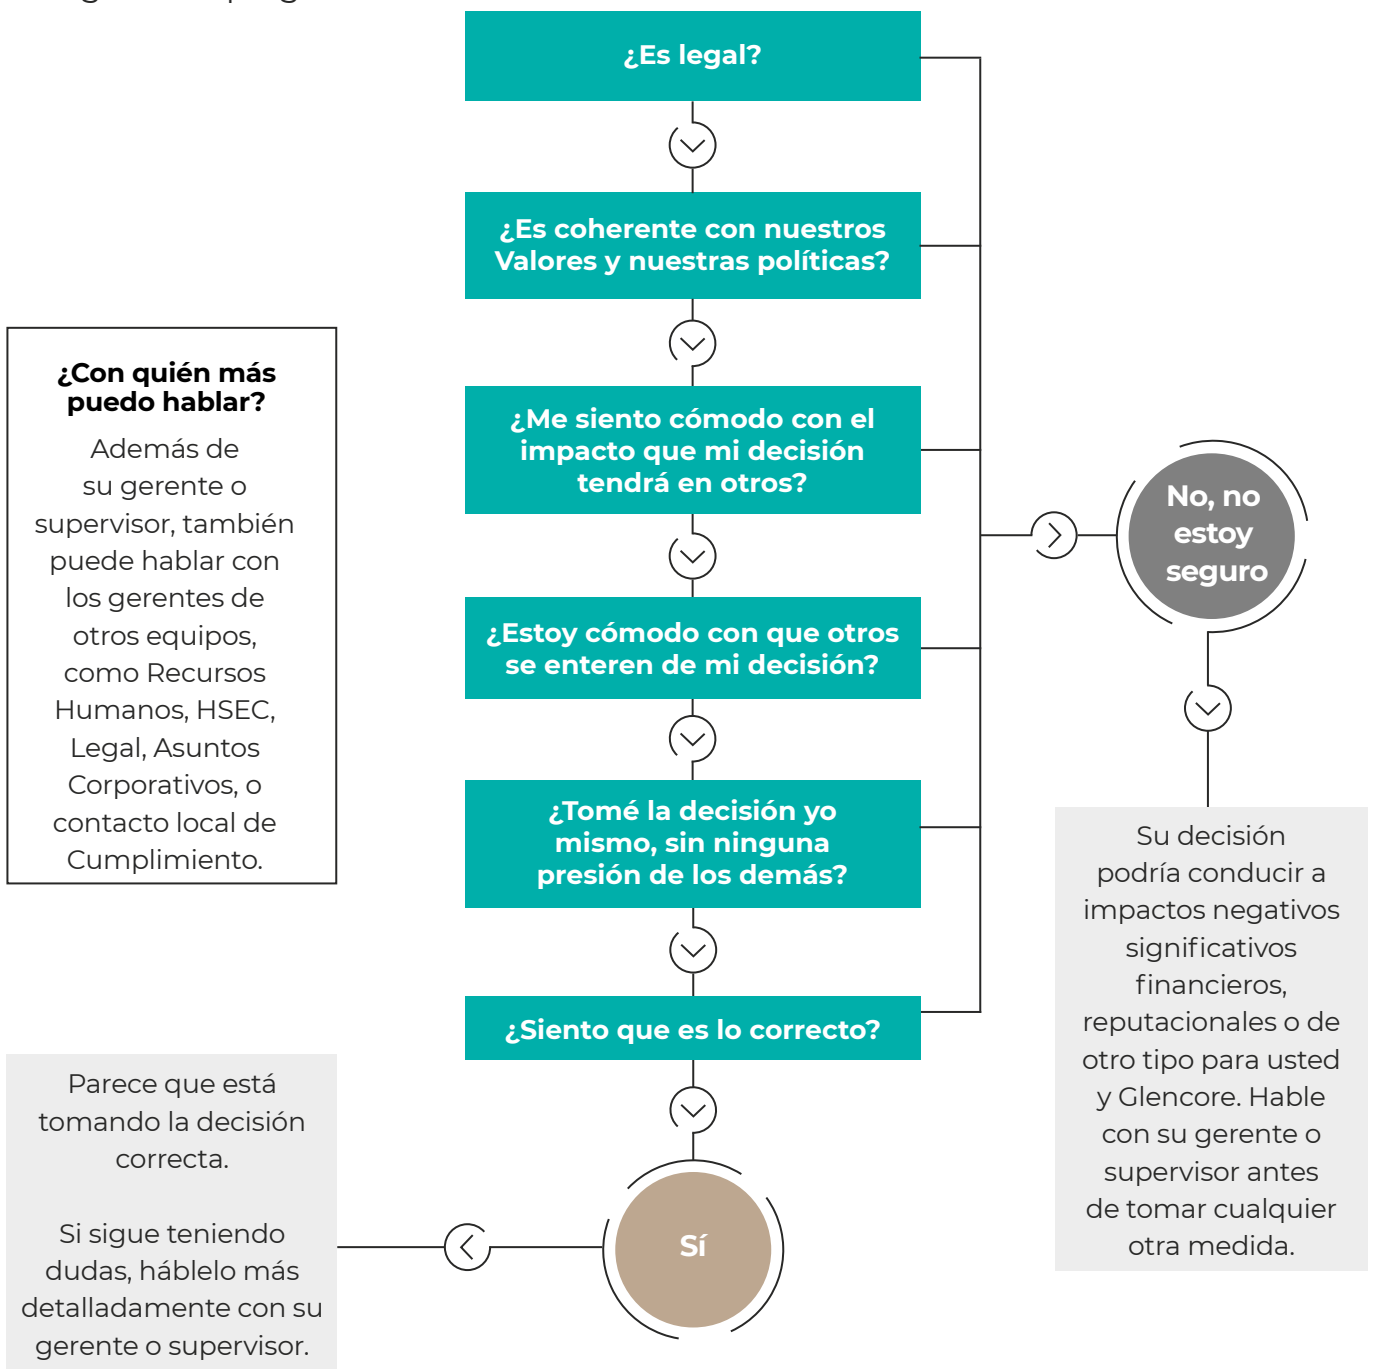 ¿Es legal?
¿Es coherente con nuestros
Valores y nuestras políticas?
¿Me siento cómodo con el
impacto que mi decisión
tendrá en otros?
¿Estoy cómodo con que otros
se enteren de mi decisión?
¿Tomé la decisión yo
mismo, sin ninguna
presión de los demás?
¿Siento que es lo correcto?
Sí
No, no
estoy
seguro
Su decisión
podría conducir a
impactos negativos
significativos
financieros,
reputacionales o de
otro tipo para usted
y Glencore. Hable
con su gerente o
supervisor antes
de tomar cualquier
otra medida.
¿Con quién más
puedo hablar?
Además de
su gerente o
supervisor, también
puede hablar con
los gerentes de
otros equipos,
como Recursos
Humanos, HSEC,
Legal, Asuntos
Corporativos, o
contacto local de
Cumplimiento.
Parece que está
tomando la decisión
correcta.
Si sigue teniendo
dudas, háblelo más
detalladamente con su
gerente o supervisor.